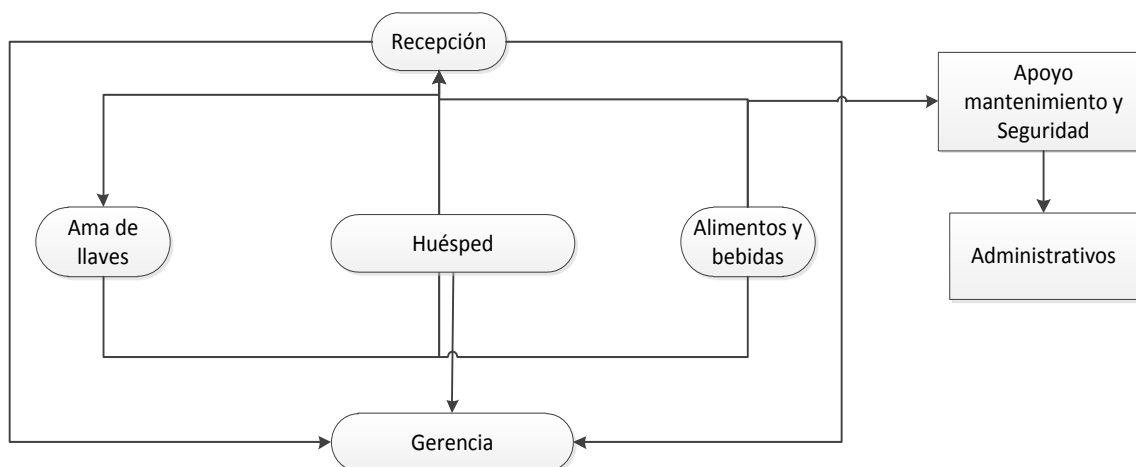 Recepción
Apoyo
mantenimiento y
Seguridad
Ama de
llaves
Huésped
Alimentos y
bebidas
Administrativos
Gerencia